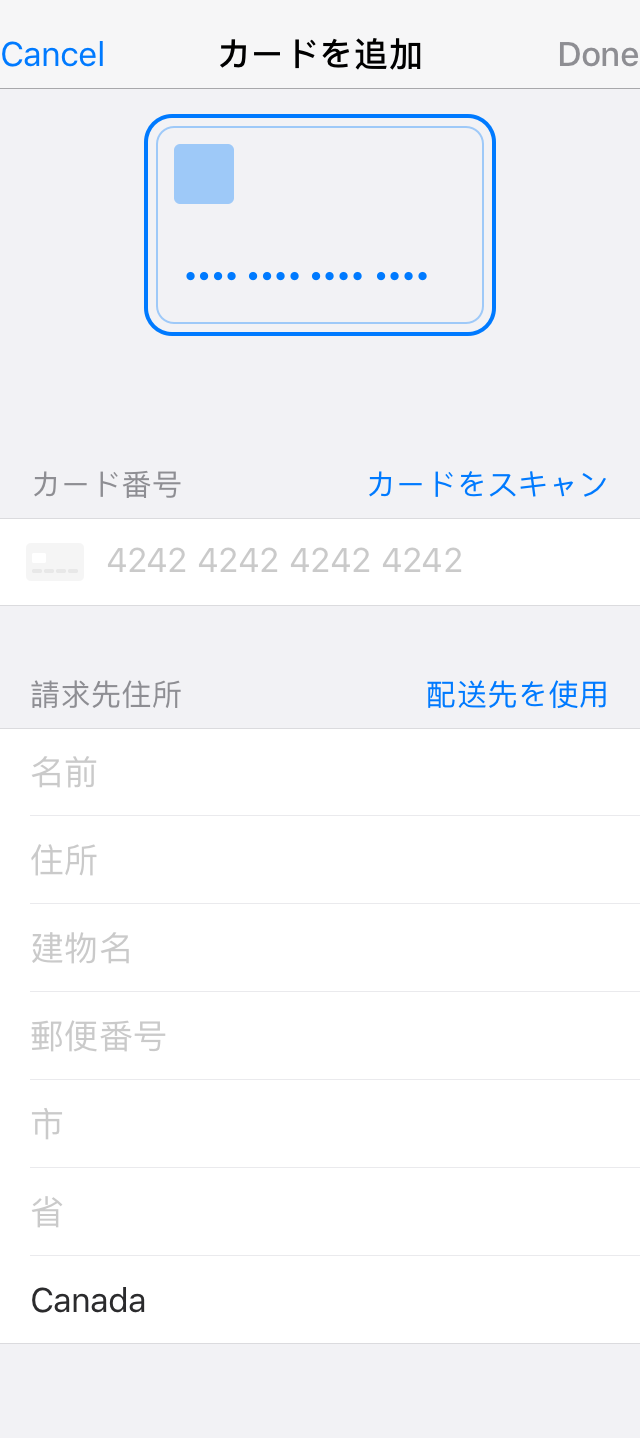 Cancel カードを追加 Done
•••• •••• •••• ••••
カード番号 カードをスキャン
4242 4242 4242 4242
請求先住所 配送先を使用
名前
住所
建物名
郵便番号
市
省
Canada